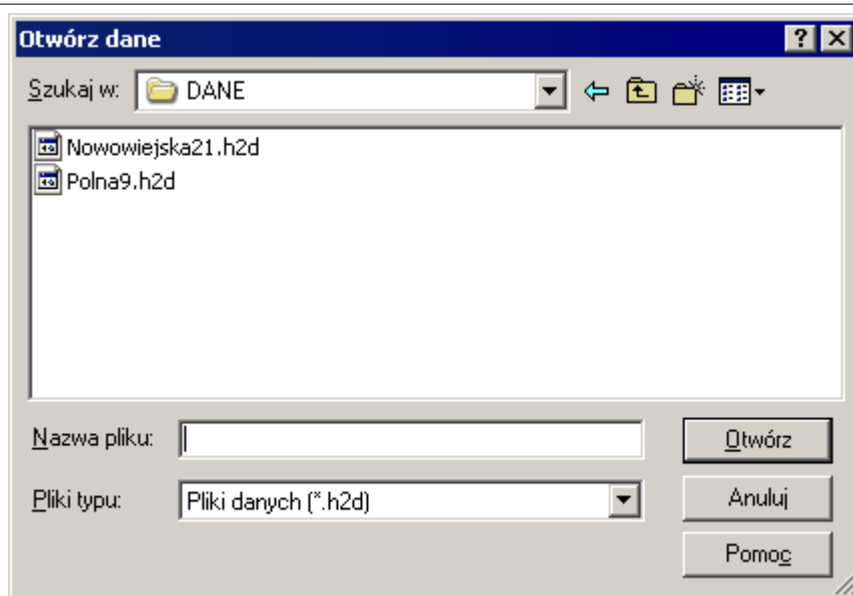 Otwórz dane
Szukaj w: DANE
Nowowiejska21.h2d
Polna9.h2d
Nazwa pliku: Otwórz
Pliki typu: Pliki danych (*.h2d) Anuluj
Pomoc